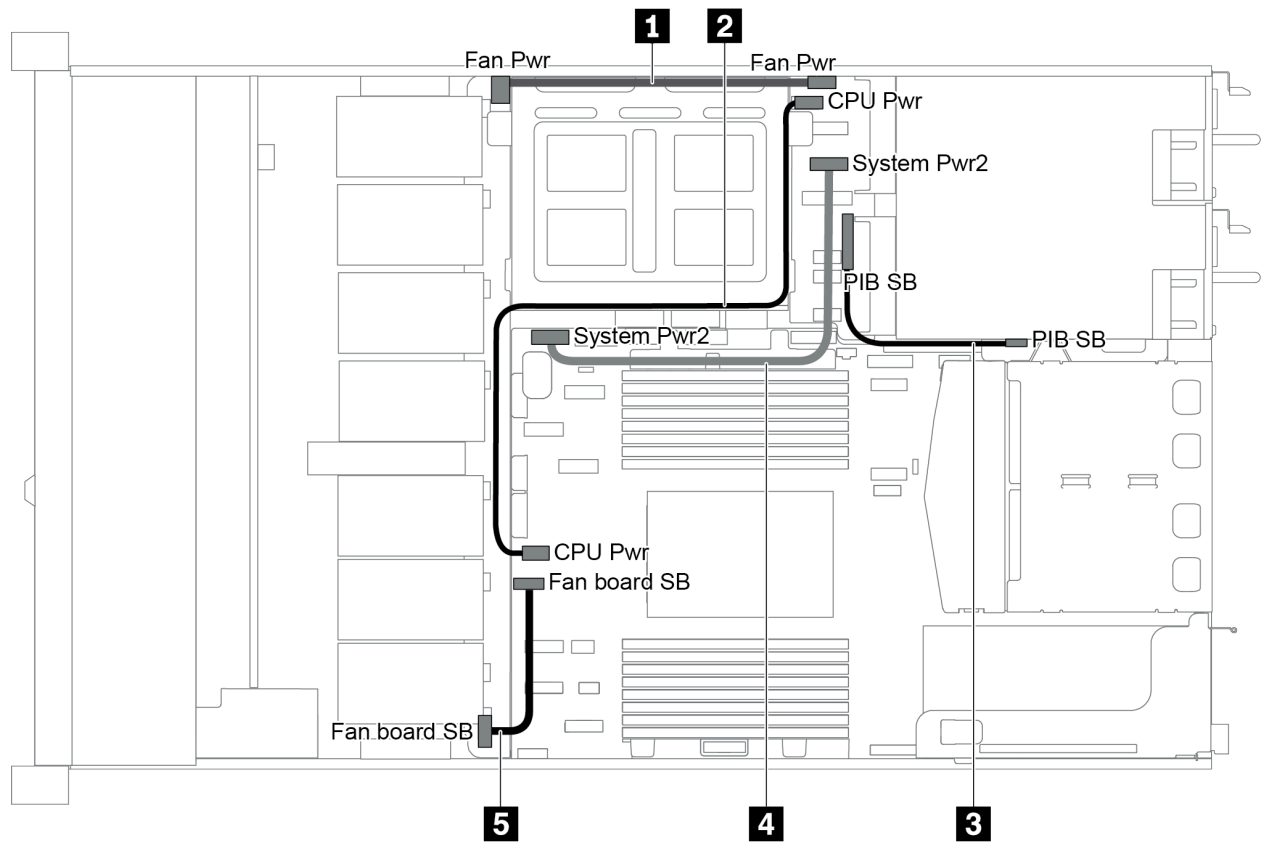 1
2
Fan Pwr
Fan Pwr
CPU Pwr
System Pwr2
PIB SB
System Pwr2
PIB SB
CPU Pwr
Fan board SB
Fan board SB
5
4
3